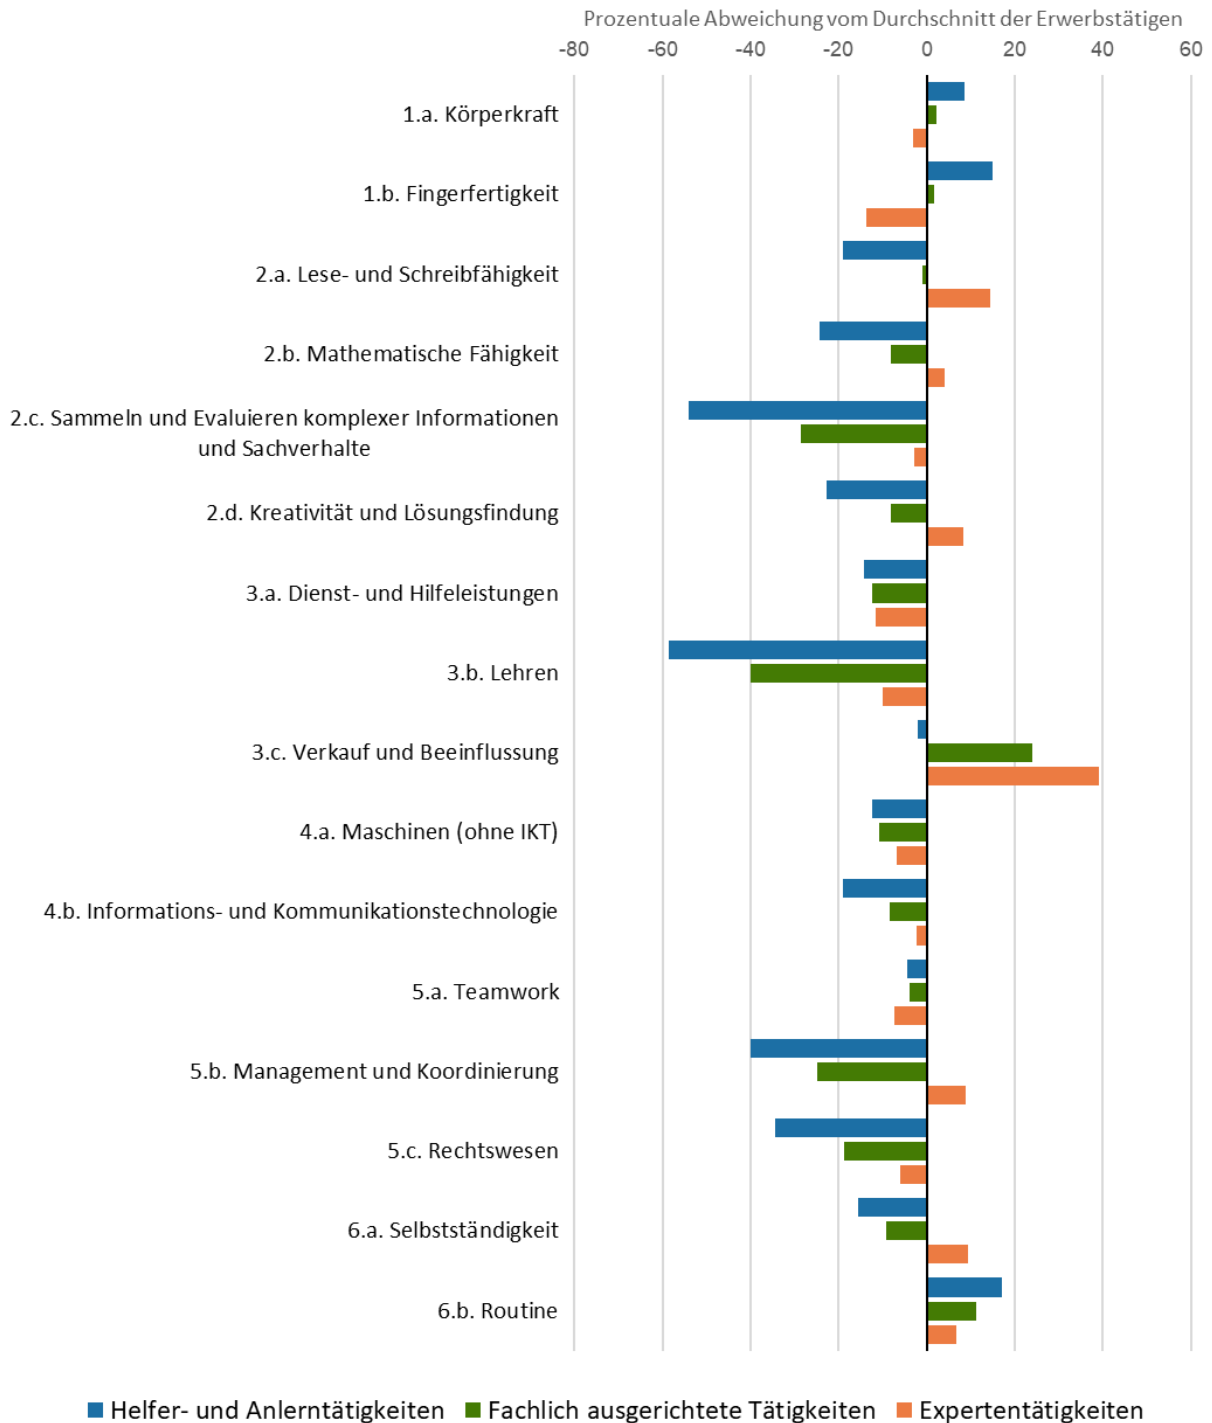 Prozentuale Abweichung vom Durchschnitt der Erwerbstätigen
-80 -60 -40 -20 0 20 40 60
1.a. Körperkraft
1.b. Fingerfertigkeit
2.a. Lese- und Schreibfähigkeit
2.b. Mathematische Fähigkeit
2.c. Sammeln und Evaluieren komplexer Informationen
und Sachverhalte
2.d. Kreativität und Lösungsfindung
3.a. Dienst- und Hilfeleistungen
3.b. Lehren
3.c. Verkauf und Beeinflussung
4.a. Maschinen (ohne IKT)
4.b. Informations- und Kommunikationstechnologie
5.a. Teamwork
5.b. Management und Koordinierung
5.c. Rechtswesen
6.a. Selbstständigkeit
6.b. Routine
Helfer- und Anlerntätigkeiten Fachlich ausgerichtete Tätigkeiten Expertentätigkeiten